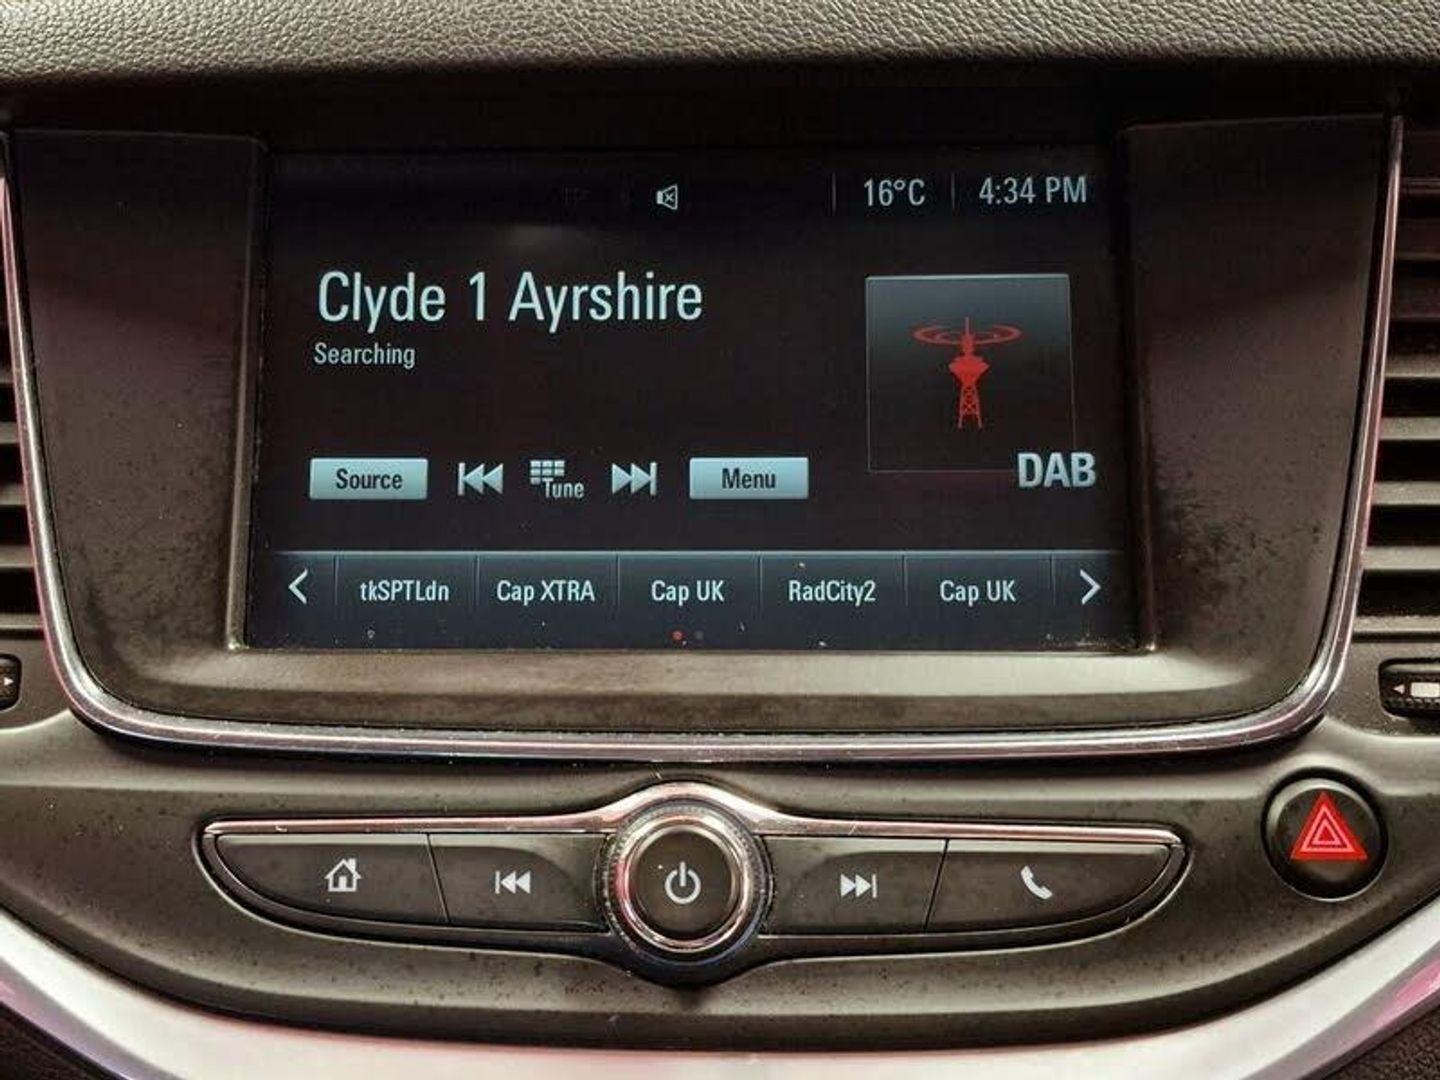 16°C 4:34 PM
Clyde 1 Ayrshire
Searching
Source Tune Menu
DAB
tkSPTLdn Cap XTRA Cap UK RadCity2 Cap UK